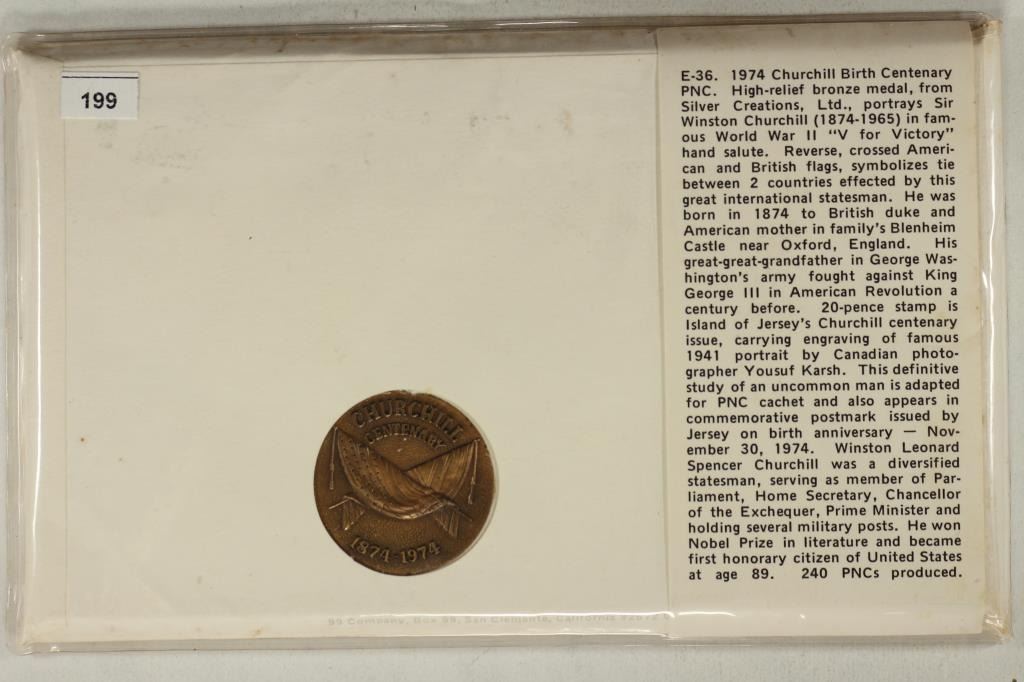 199
E-36. 1974 Churchill Birth Centenary
PNC. High-relief bronze medal, from
Silver Creations, Ltd., portrays Sir
Winston Churchill (1874-1965) in fam-
ous World War II "V for Victory"
hand salute. Reverse, crossed Ameri-
can and British flags, symbolizes tie
between 2 countries effected by this
great international statesman. He was
born in 1874 to British duke and
American mother in family's Blenheim
Castle near Oxford, England. His
great-great-grandfather in George Was-
hington's army fought against King
George III in American Revolution a
century before. 20-pence stamp is
Island of Jersey's Churchill centenary
issue, carrying engraving of famous
1941 portrait by Canadian photo-
grapher Yousuf Karsh. This definitive
study of an uncommon man is adapted
for PNC cachet and also appears in
commemorative postmark issued by
Jersey on birth anniversary — Nov-
ember 30, 1974. Winston Leonard
Spencer Churchill was a diversified
statesman, serving as member of Par-
liament, Home Secretary, Chancellor
of the Exchequer, Prime Minister and
holding several military posts. He won
Nobel Prize in literature and became
first honorary citizen of United States
at age 89. 240 PNCs produced.
CHURCHILL
CENTENARY
1874-1974
99 Company, Box 99, San Clemente, California 92672